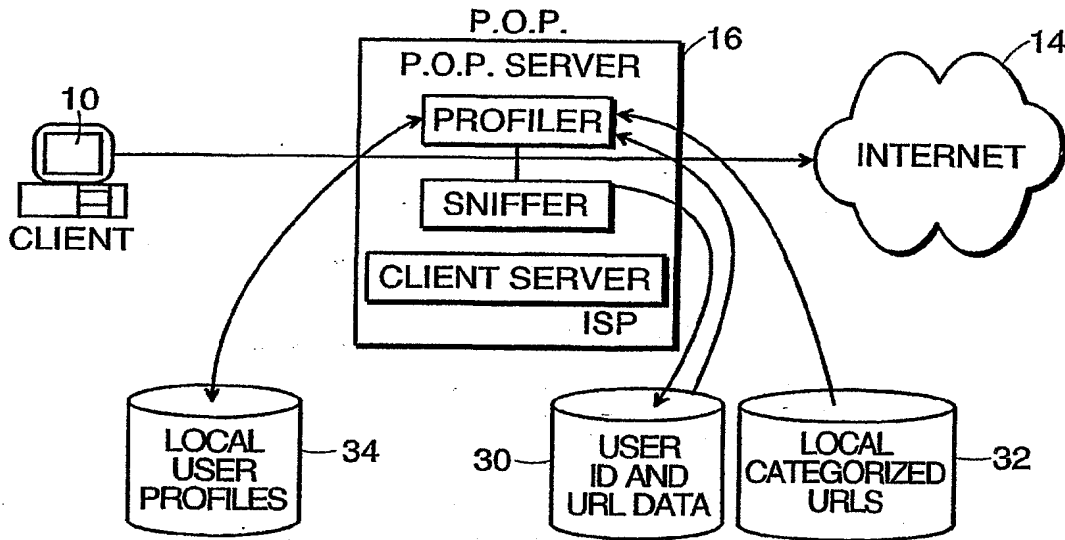 P.O.P.
16
P.O.P. SERVER
14
10
PROFILER
INTERNET
SNIFFER
CLIENT
CLIENT SERVER
ISP
LOCAL
USER
PROFILES
34
30
USER
ID AND
URL DATA
LOCAL
CATEGORIZED
URLS
32